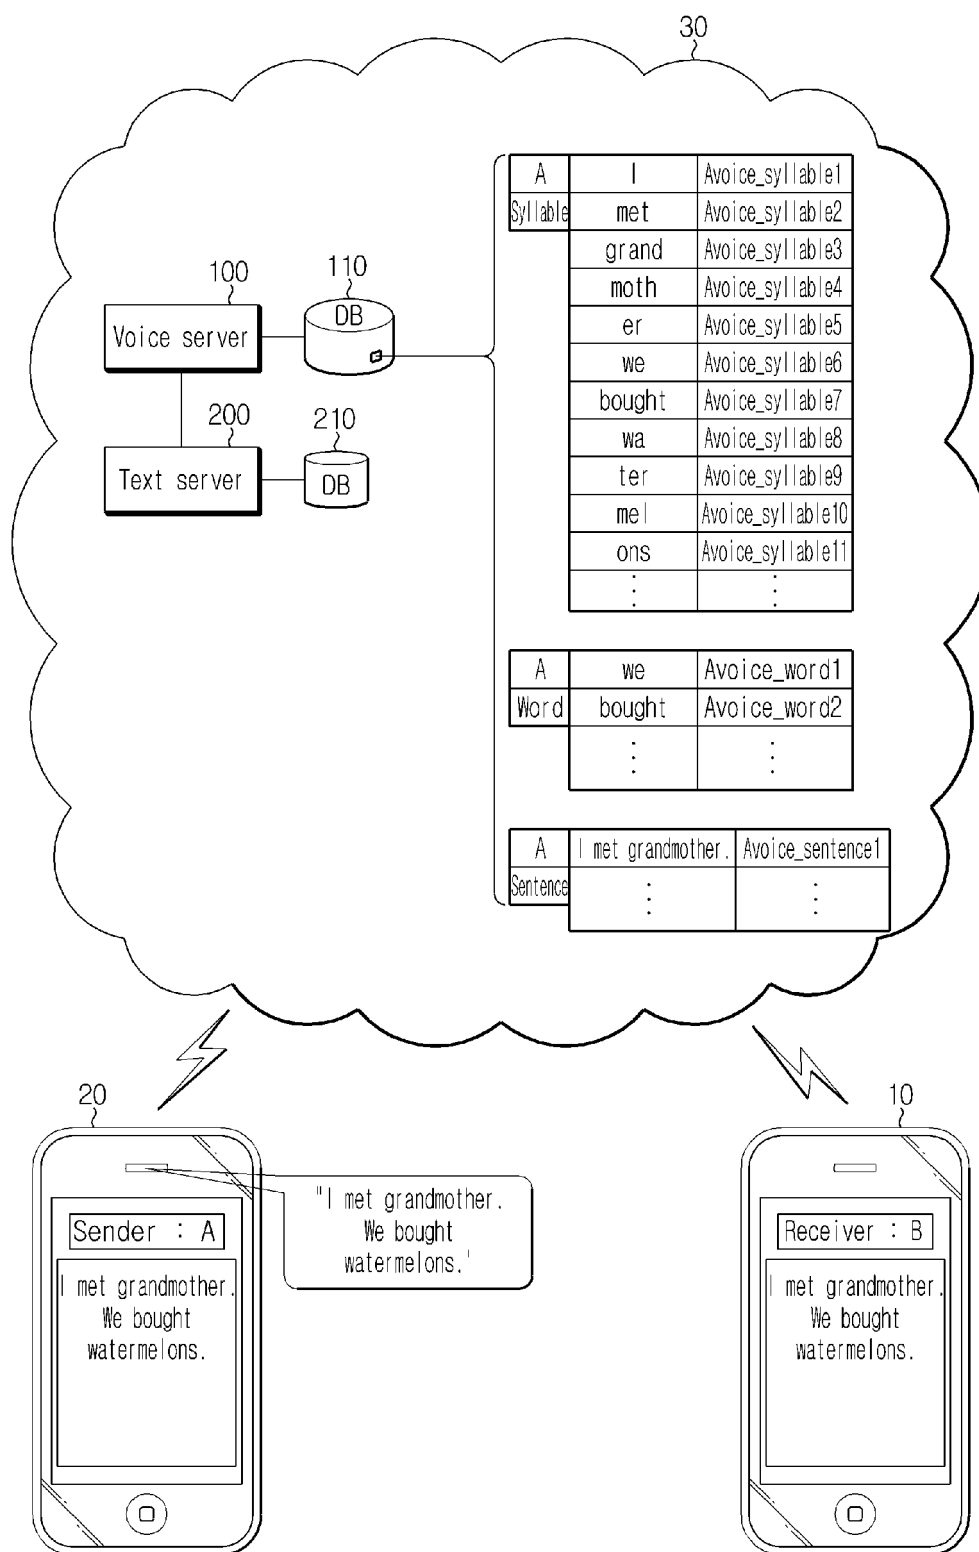 30
A I Avoice_syllable1
Syllable met Avoice_syllable2
grand Avoice_syllable3
moth Avoice_syllable4
er Avoice_syllable5
we Avoice_syllable6
bought Avoice_syllable7
wa Avoice_syllable8
ter Avoice_syllable9
mel Avoice_syllable10
ons Avoice_syllable11
100
Voice server
110
DB
200
Text server
210
DB
A we Avoice_word1
Word bought Avoice_word2
A I met grandmother. Avoice_sentence1
Sentence
20
Sender : A
I met grandmother.
We bought
watermelons.
"I met grandmother.
We bought
watermelons.'
10
Receiver : B
I met grandmother.
We bought
watermelons.